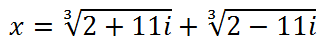 x = ∛(2 + 11i) + ∛(2 − 11i)